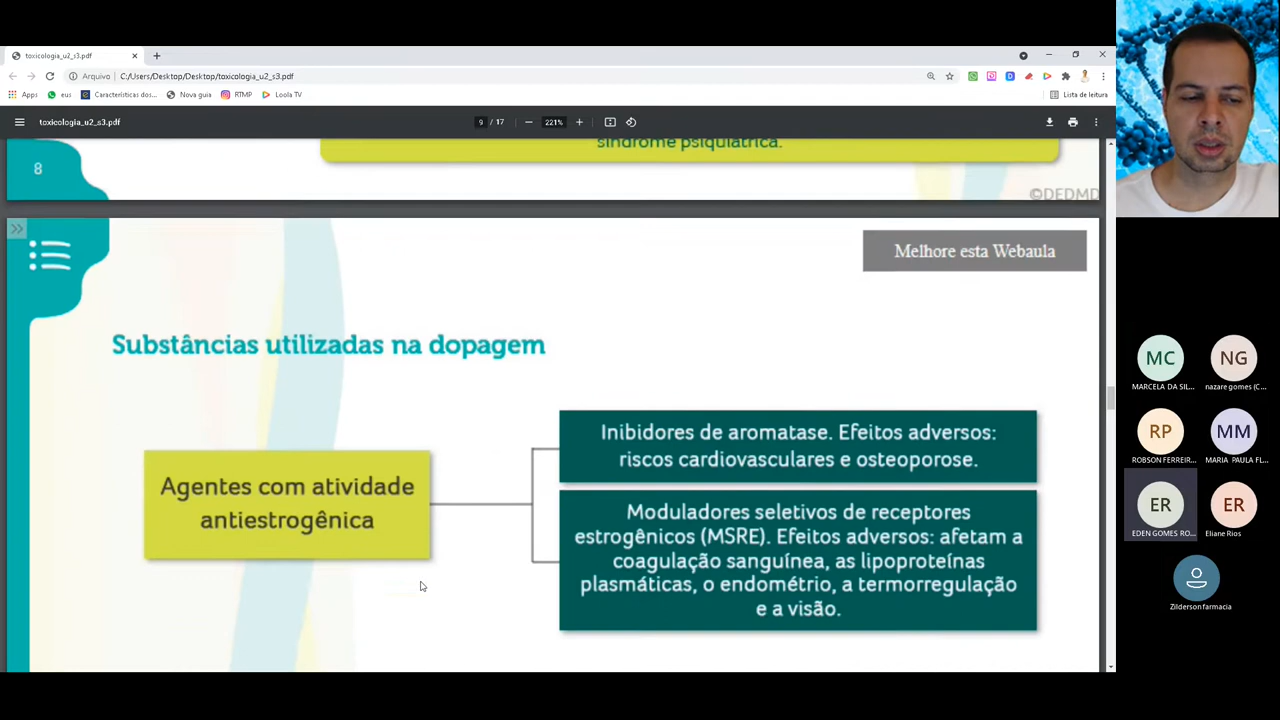 toxicologia_u2_s3.pdf
Arquivo
C:/Users/Desktop/Desktop/toxicologia_u2_s3.pdf
Apps
eus
Características dos...
Nova guia
RTMP
Loola TV
Lista de leitura
toxicologia_u2_s3.pdf
9 / 17
221%
síndrome psiquiátrica.
8
©DEDMD
Melhore esta Webaula
Substâncias utilizadas na dopagem
Agentes com atividade
antiestrogênica
Inibidores de aromatase. Efeitos adversos:
riscos cardiovasculares e osteoporose.
Moduladores seletivos de receptores
estrogênicos (MSRE). Efeitos adversos: afetam a
coagulação sanguínea, as lipoproteínas
plasmáticas, o endométrio, a termorregulação
e a visão.
MC
MARCELA DA SIL...
NG
nazare gomes (C...
RP
ROBSON FERREIR...
MM
MARIA PAULA FL...
ER
EDEN GOMES RO...
ER
Eliane Rios
Zilderson farmacia